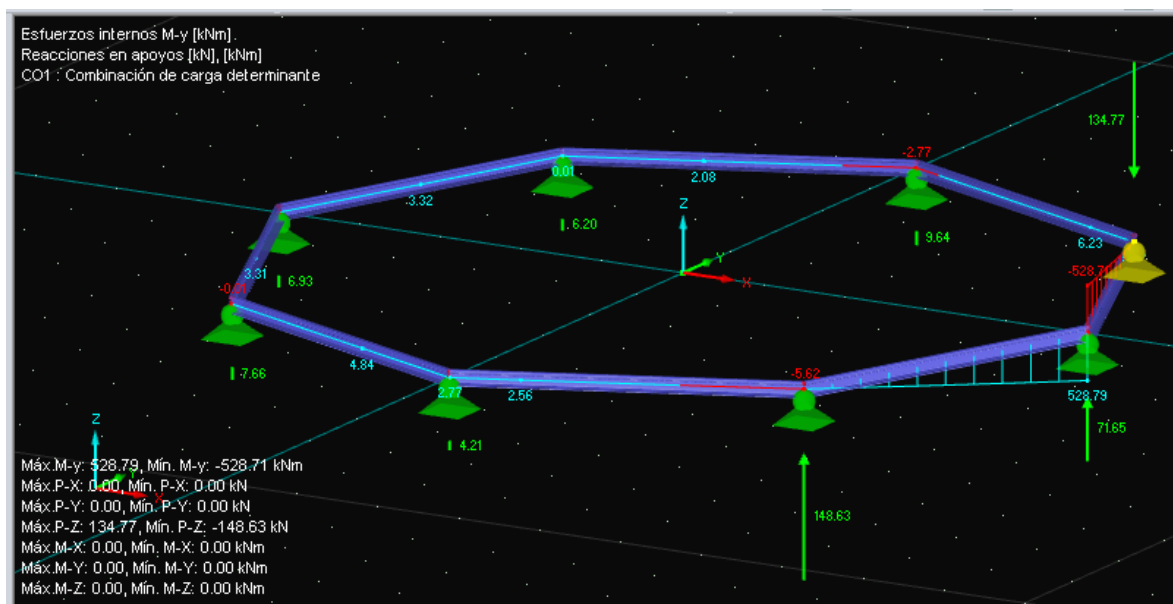 Esfuerzos internos M-y [kNm].
Reacciones en apoyos [kN], [kNm]
CO1 : Combinación de carga determinante
134.77
-2.77
0.01
2.08
-3.32
6.20
9.64
6.23
Z
Y
X
3.31
6.93
-0.01
-528.71
-7.66
4.84
2.77
2.56
-5.62
528.79
4.21
71.65
148.63
Z
Y
X
Máx.M-y: 528.79, Mín. M-y: -528.71 kNm
Máx.P-X: 0.00, Mín. P-X: 0.00 kN
Máx.P-Y: 0.00, Mín. P-Y: 0.00 kN
Máx.P-Z: 134.77, Mín. P-Z: -148.63 kN
Máx.M-X: 0.00, Mín. M-X: 0.00 kNm
Máx.M-Y: 0.00, Mín. M-Y: 0.00 kNm
Máx.M-Z: 0.00, Mín. M-Z: 0.00 kNm